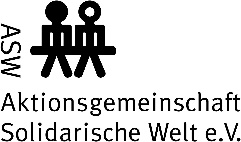 ASW
Aktionsgemeinschaft
Solidarische Welt e.V.